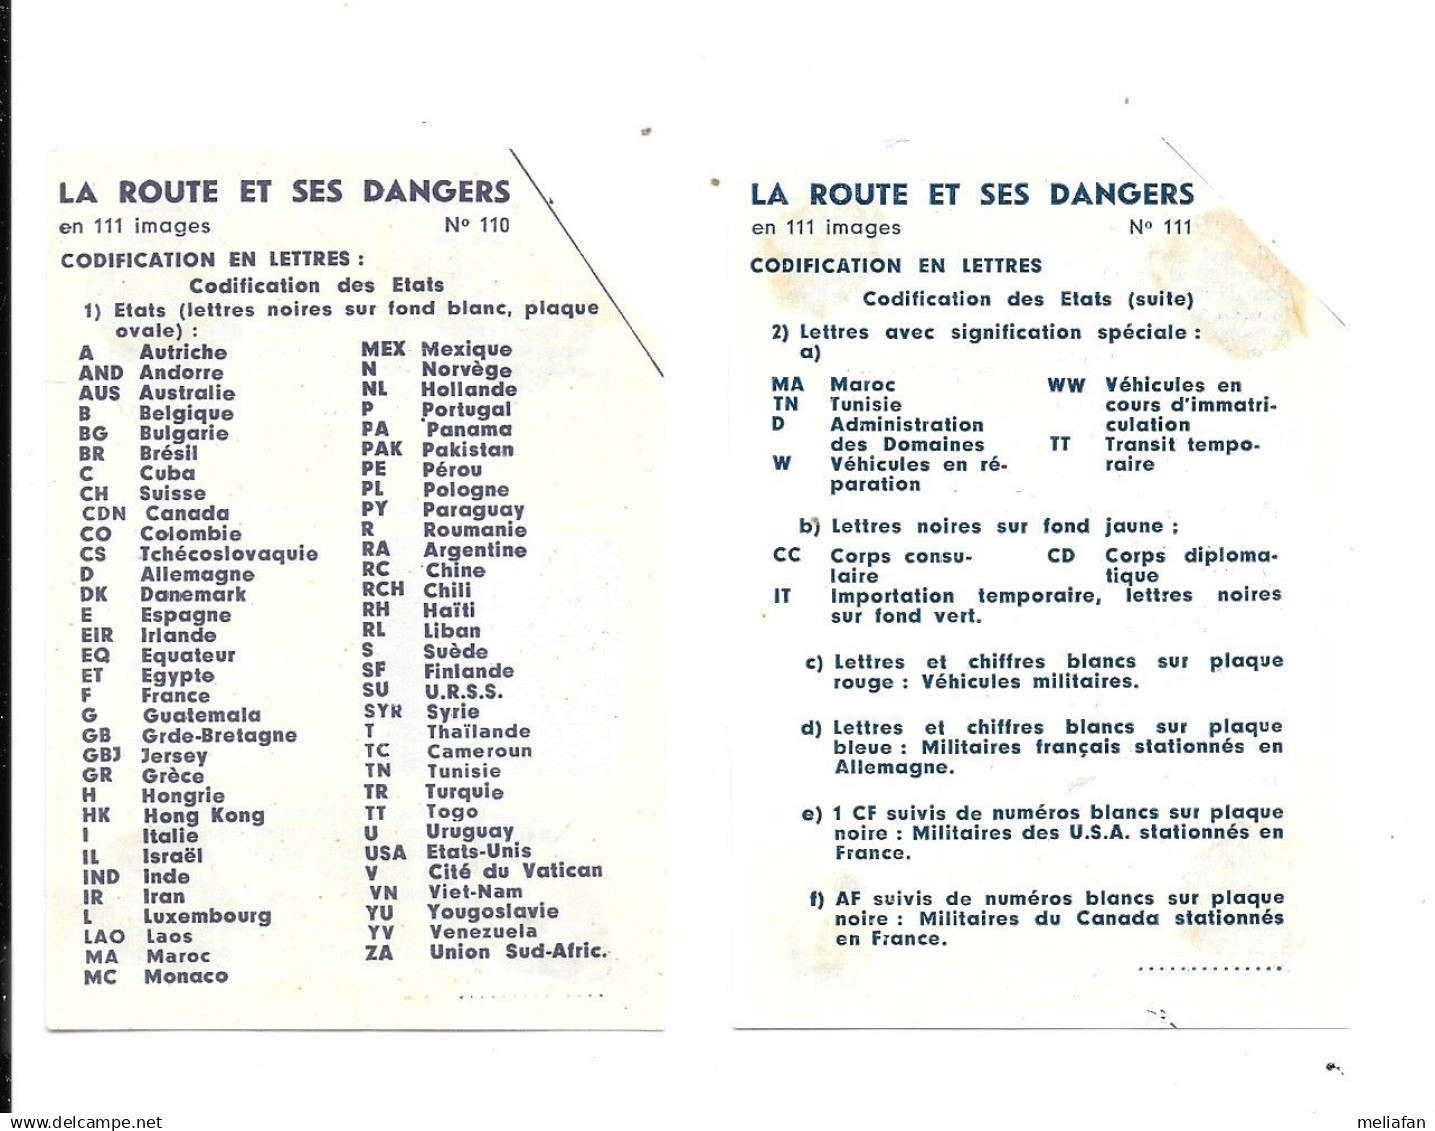 LA ROUTE ET SES DANGERS
en 111 images Nº 110
CODIFICATION EN LETTRES :
Codification des Etats
1) Etats (lettres noires sur fond blanc, plaque
ovale) :
A Autriche
AND Andorre
AUS Australie
B Belgique
BG Bulgarie
BR Brésil
C Cuba
CH Suisse
CDN Canada
CO Colombie
CS Tchécoslovaquie
D Allemagne
DK Danemark
E Espagne
EIR Irlande
EQ Equateur
ET Egypte
F France
G Guatemala
GB Grde-Bretagne
GBJ Jersey
GR Grèce
H Hongrie
HK Hong Kong
I Italie
IL Israël
IND Inde
IR Iran
L Luxembourg
LAO Laos
MA Maroc
MC Monaco
MEX Mexique
N Norvège
NL Hollande
P Portugal
PA Panama
PAK Pakistan
PE Pérou
PL Pologne
PY Paraguay
R Roumanie
RA Argentine
RC Chine
RCH Chili
RH Haïti
RL Liban
S Suède
SF Finlande
SU U.R.S.S.
SYR Syrie
T Thaïlande
TC Cameroun
TN Tunisie
TR Turquie
TT Togo
U Uruguay
USA Etats-Unis
V Cité du Vatican
VN Viet-Nam
YU Yougoslavie
YV Venezuela
ZA Union Sud-Afric.
LA ROUTE ET SES DANGERS
en 111 images Nº 111
CODIFICATION EN LETTRES
Codification des Etats (suite)
2) Lettres avec signification spéciale :
a)
MA Maroc
TN Tunisie
D Administration
des Domaines
W Véhicules en ré-
paration
WW Véhicules en
cours d'immatri-
culation
TT Transit tempo-
raire
b) Lettres noires sur fond jaune ;
CC Corps consu-
laire
CD Corps diploma-
tique
IT Importation temporaire, lettres noires
sur fond vert.
c) Lettres et chiffres blancs sur plaque
rouge : Véhicules militaires.
d) Lettres et chiffres blancs sur plaque
bleue : Militaires français stationnés en
Allemagne.
e) 1 CF suivis de numéros blancs sur plaque
noire : Militaires des U.S.A. stationnés en
France.
f) AF suivis de numéros blancs sur plaque
noire : Militaires du Canada stationnés
en France.
meliafan